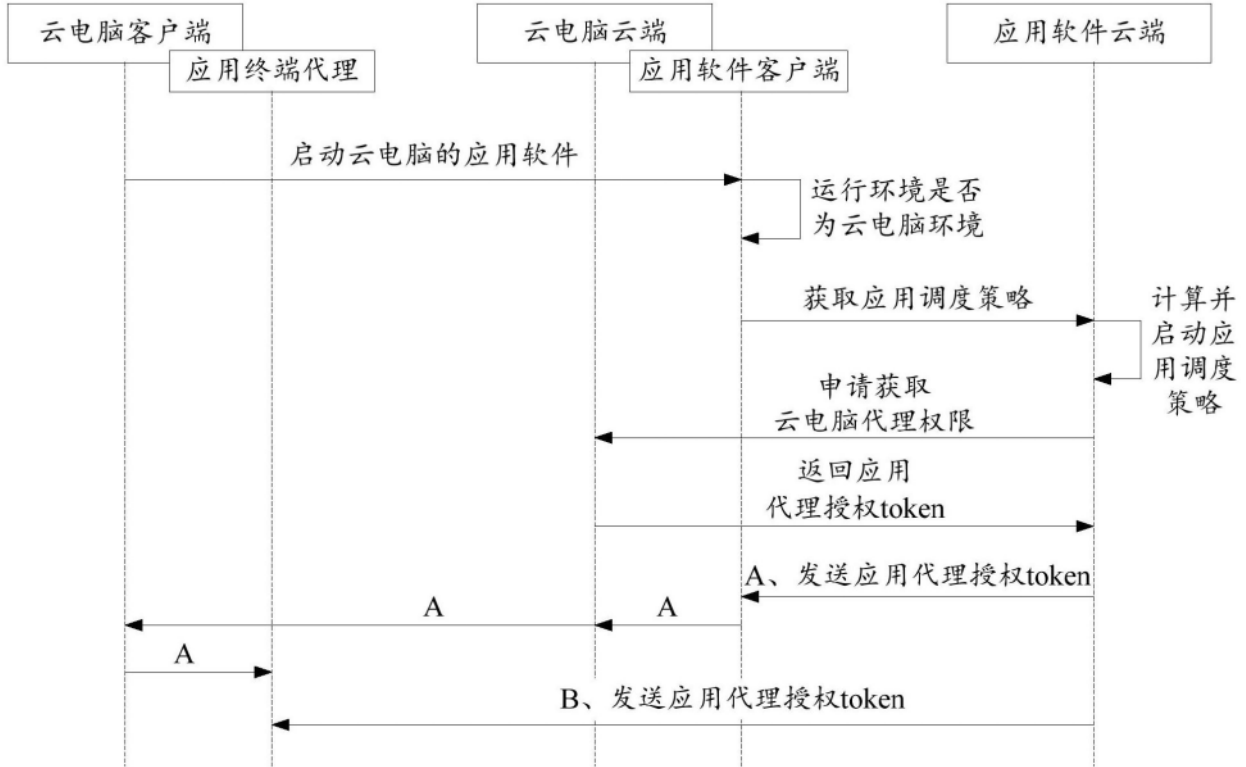 云电脑客户端
应用终端代理
云电脑云端
应用软件客户端
应用软件云端
启动云电脑的应用软件
运行环境是否
为云电脑环境
获取应用调度策略
计算并
启动应
用调度
策略
申请获取
云电脑代理权限
返回应用
代理授权token
A、发送应用代理授权token
A
A
A
B、发送应用代理授权token